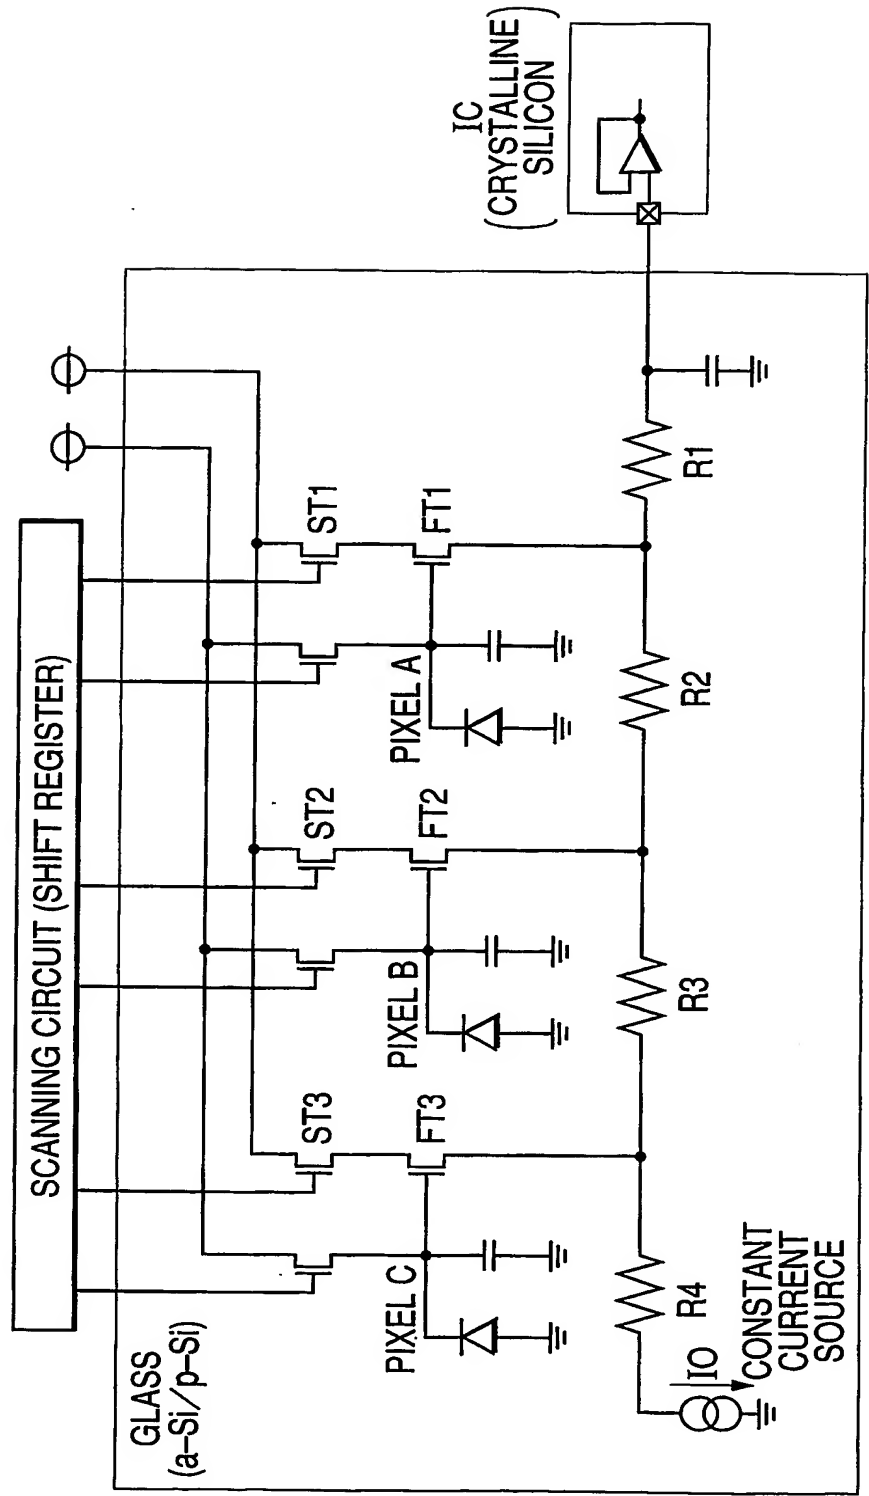 SCANNING CIRCUIT (SHIFT REGISTER)
GLASS
(a-Si/p-Si)
IC
(CRYSTALLINE
SILICON)
ST3
ST2
ST1
FT3
FT2
FT1
PIXEL C
PIXEL B
PIXEL A
R4
R3
R2
R1
IO
CONSTANT
CURRENT
SOURCE